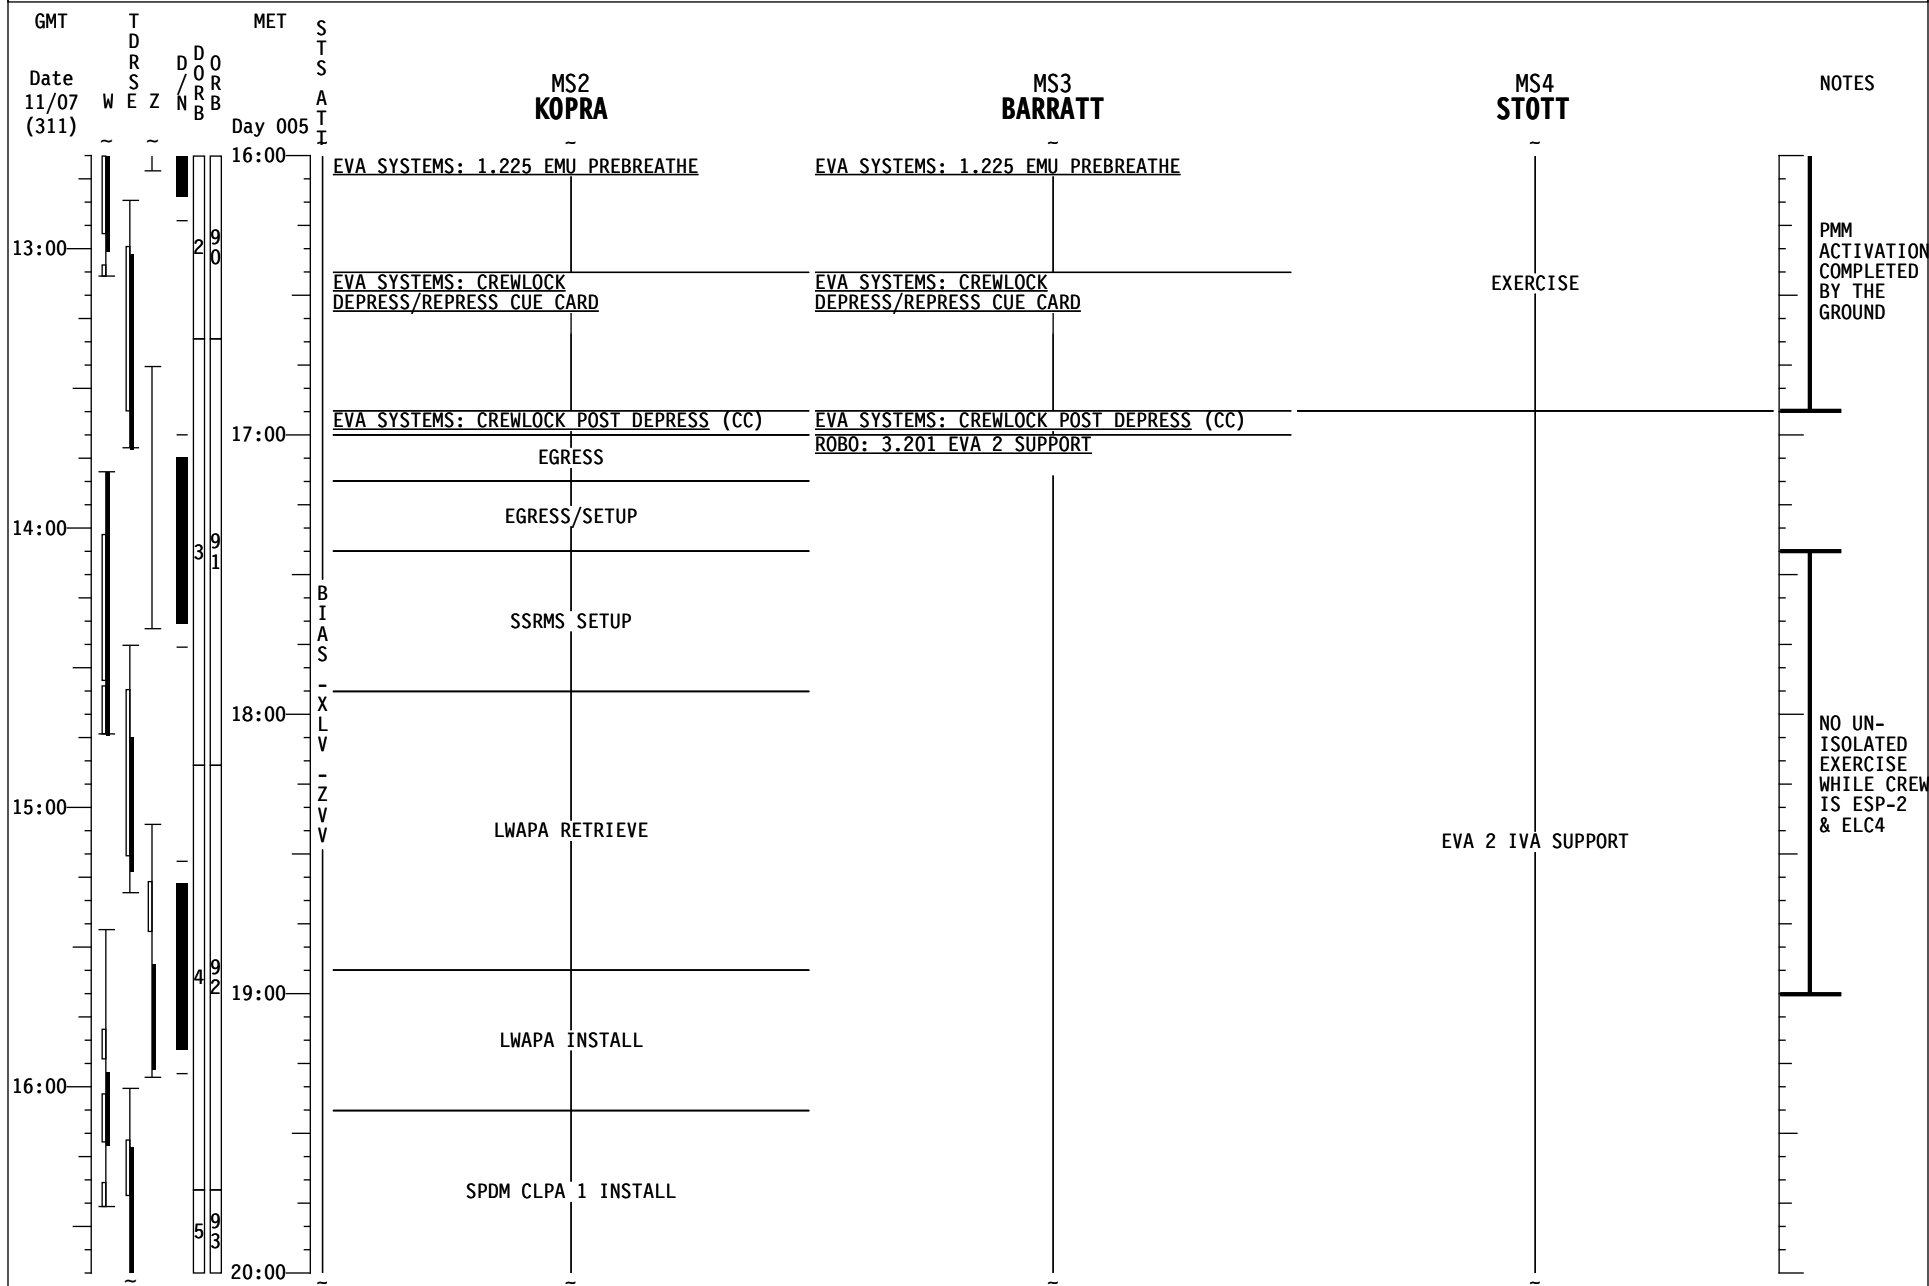 GMT
TDRS
MET
STS ATT
Date
11/07
(311)
W E Z
D/N
DORB
ORB
Day 005
MS2
KOPRA
MS3
BARRATT
MS4
STOTT
NOTES
~ ~ ~ ~ ~
16:00
EVA SYSTEMS: 1.225 EMU PREBREATHE
EVA SYSTEMS: 1.225 EMU PREBREATHE
13:00
2
90
PMM
ACTIVATION
COMPLETED
BY THE
GROUND
EVA SYSTEMS: CREWLOCK
DEPRESS/REPRESS CUE CARD
EVA SYSTEMS: CREWLOCK
DEPRESS/REPRESS CUE CARD
EXERCISE
EVA SYSTEMS: CREWLOCK POST DEPRESS (CC)
EVA SYSTEMS: CREWLOCK POST DEPRESS (CC)
17:00
ROBO: 3.201 EVA 2 SUPPORT
EGRESS
14:00
EGRESS/SETUP
3
91
BIAS -XLV -ZVV
SSRMS SETUP
18:00
NO UN-
ISOLATED
EXERCISE
WHILE CREW
IS ESP-2
& ELC4
15:00
LWAPA RETRIEVE
EVA 2 IVA SUPPORT
4
92
19:00
LWAPA INSTALL
16:00
SPDM CLPA 1 INSTALL
5
93
20:00
~ ~ ~ ~ ~